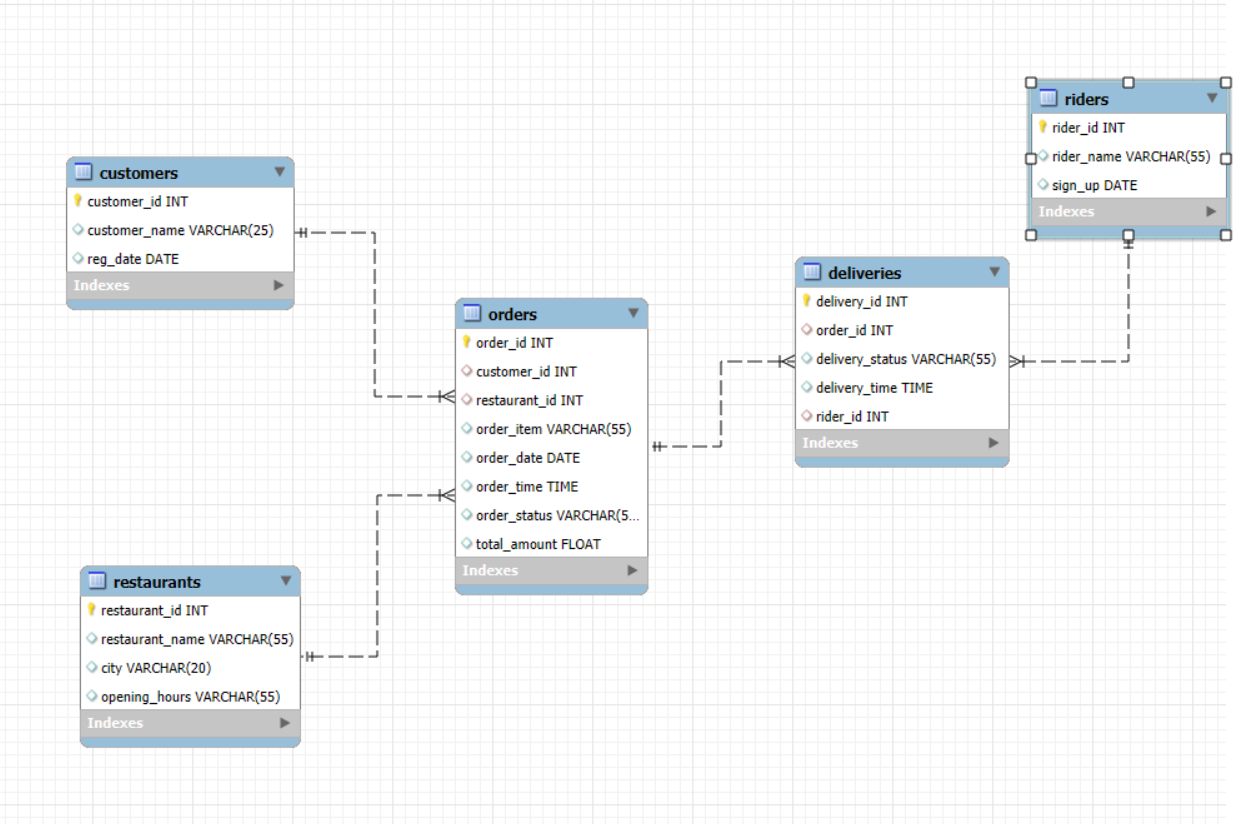 customers
customer_id INT
customer_name VARCHAR(25)
reg_date DATE
Indexes
restaurants
restaurant_id INT
restaurant_name VARCHAR(55)
city VARCHAR(20)
opening_hours VARCHAR(55)
Indexes
orders
order_id INT
customer_id INT
restaurant_id INT
order_item VARCHAR(55)
order_date DATE
order_time TIME
order_status VARCHAR(5...
total_amount FLOAT
Indexes
deliveries
delivery_id INT
order_id INT
delivery_status VARCHAR(55)
delivery_time TIME
rider_id INT
Indexes
riders
rider_id INT
rider_name VARCHAR(55)
sign_up DATE
Indexes